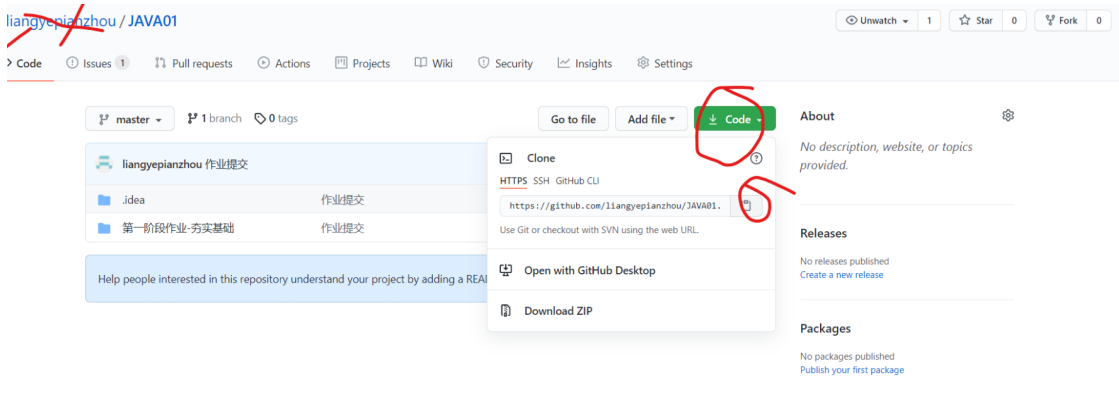 liangyepianzhou / JAVA01
Unwatch 1 Star 0 Fork 0
Code Issues 1 Pull requests Actions Projects Wiki Security Insights Settings
master 1 branch 0 tags Go to file Add file Code
About
No description, website, or topics
provided.
liangyepianzhou 作业提交
.idea 作业提交
第一阶段作业-夯实基础 作业提交
Help people interested in this repository understand your project by adding a REA
Clone
HTTPS SSH GitHub CLI
https://github.com/liangyepianzhou/JAVA01.
Use Git or checkout with SVN using the web URL.
Open with GitHub Desktop
Download ZIP
Releases
No releases published
Create a new release
Packages
No packages published
Publish your first package